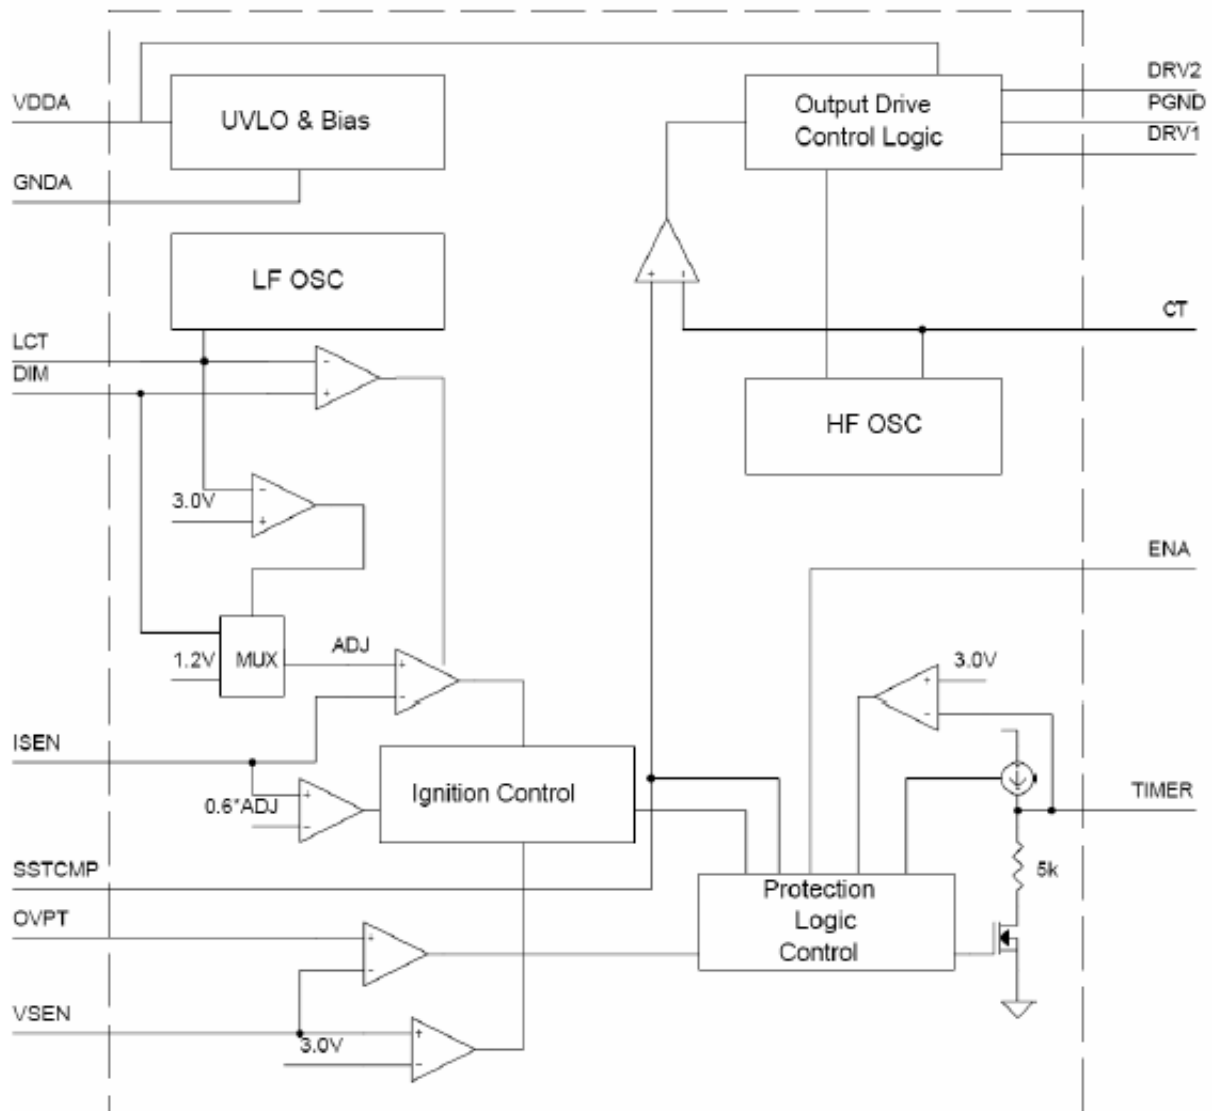 VDDA
UVLO & Bias
GNDA
Output Drive
Control Logic
DRV2
PGND
DRV1
LF OSC
+ -
CT
LCT
DIM
-
+
HF OSC
3.0V
-
+
ENA
1.2V
MUX
ADJ
+
-
3.0V
+
-
ISEN
Ignition Control
0.6*ADJ
+
-
TIMER
5k
SSTCMP
OVPT
+
-
Protection
Logic
Control
VSEN
3.0V
+
-